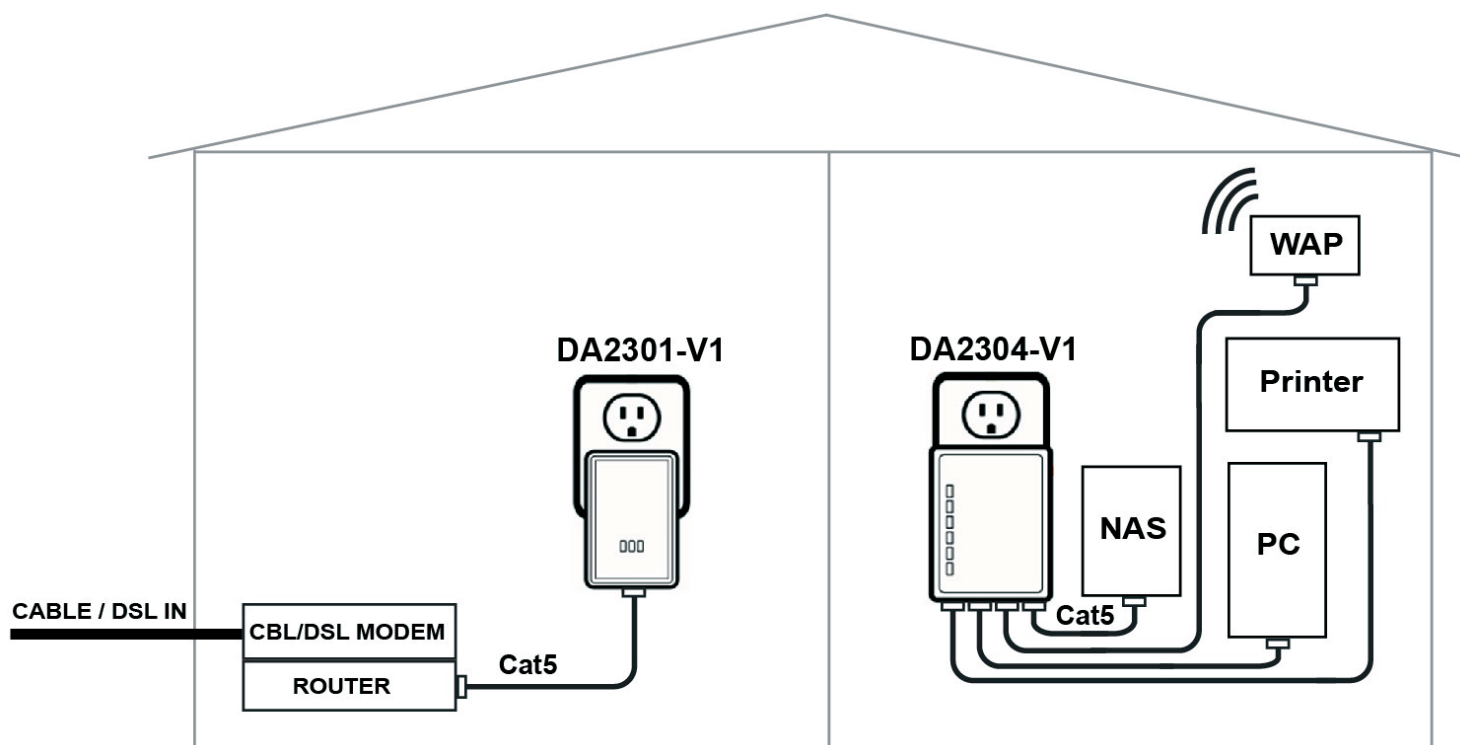 WAP
DA2301-V1
DA2304-V1
Printer
NAS
PC
CABLE / DSL IN
CBL/DSL MODEM
Cat5
Cat5
ROUTER